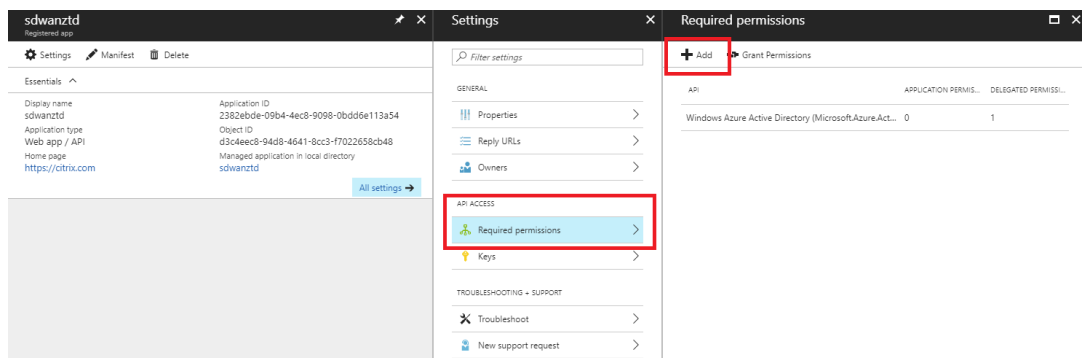 sdwanztd
Registered app
Settings Manifest Delete
Essentials
Display name
sdwanztd
Application type
Web app / API
Home page
https://citrix.com
Application ID
2382ebde-09b4-4ec8-9098-0bdd6e113a54
Object ID
d3c4eec8-94d8-4641-8cc3-f7022658cb48
Managed application in local directory
sdwanztd
All settings
Settings
Filter settings
GENERAL
Properties
Reply URLs
Owners
API ACCESS
Required permissions
Keys
TROUBLESHOOTING + SUPPORT
Troubleshoot
New support request
Required permissions
Add Grant Permissions
API APPLICATION PERMIS... DELEGATED PERMISSI...
Windows Azure Active Directory (Microsoft.Azure.Act... 0 1